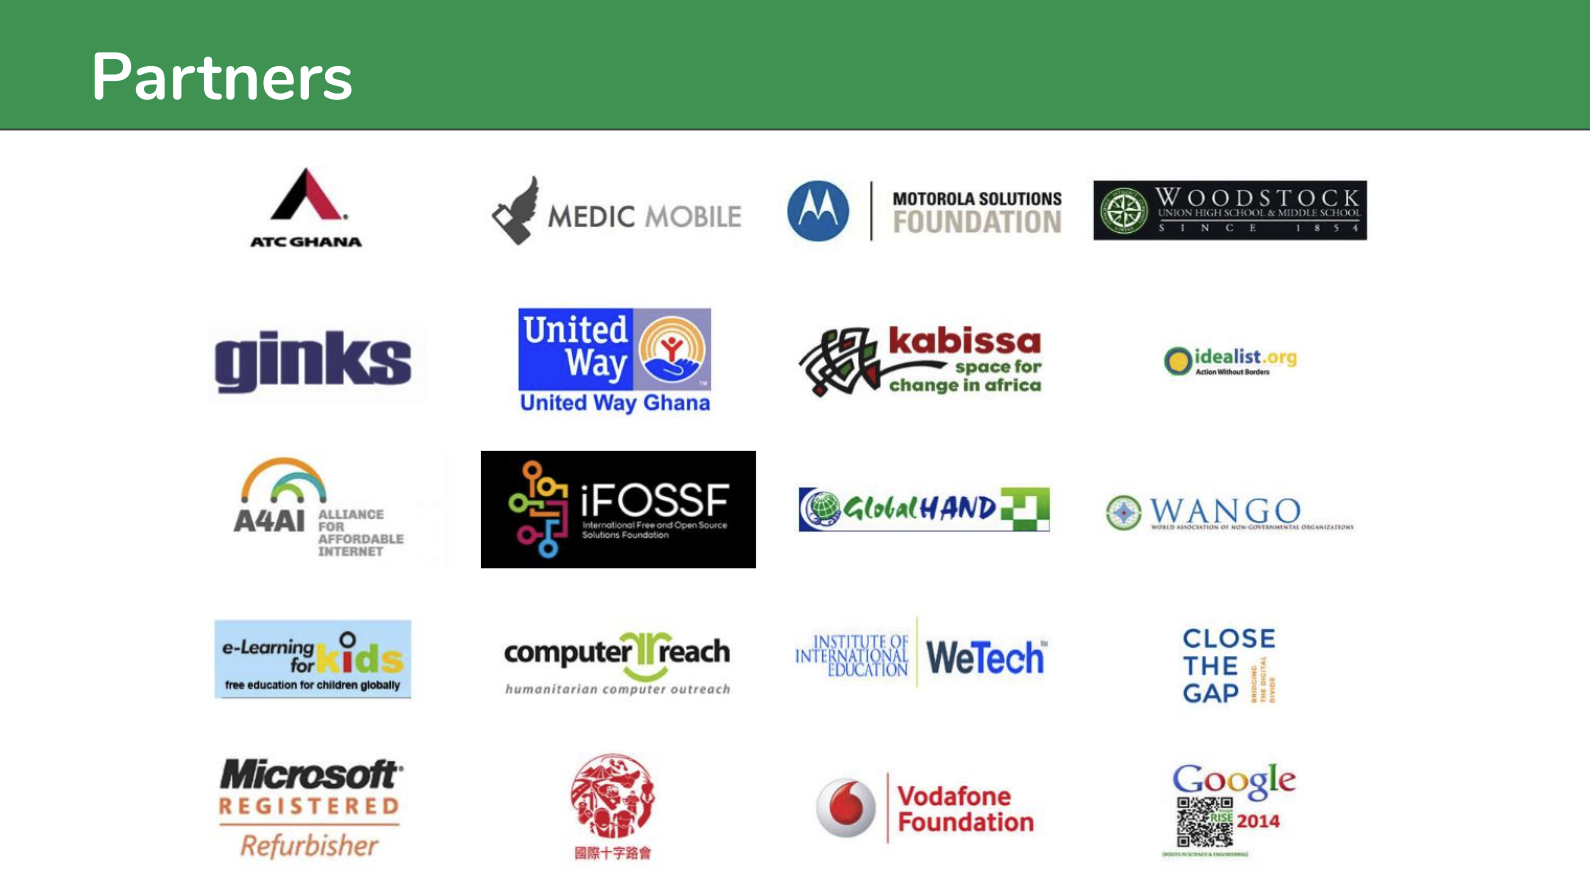 Partners
ATC GHANA
MEDIC MOBILE
MOTOROLA SOLUTIONS
FOUNDATION
WOODSTOCK
UNION HIGH SCHOOL & MIDDLE SCHOOL
SINCE 1854
ginks
United
Way
TM
United Way Ghana
kabissa
space for
change in africa
idealist.org
Action Without Borders
A4AI
ALLIANCE
FOR
AFFORDABLE
INTERNET
iFOSSF
International Free and Open Source
Solutions Foundation
GlobalHAND
WANGO
WORLD ASSOCIATION OF NON-GOVERNMENTAL ORGANIZATIONS
e-Learning
for kids
free education for children globally
computer reach
humanitarian computer outreach
INSTITUTE OF
INTERNATIONAL
EDUCATION
WeTech™
CLOSE
THE
GAP
BRIDGING
THE DIGITAL
DIVIDE
Microsoft
REGISTERED
Refurbisher
國際十字路會
Vodafone
Foundation
Google
RISE
2014